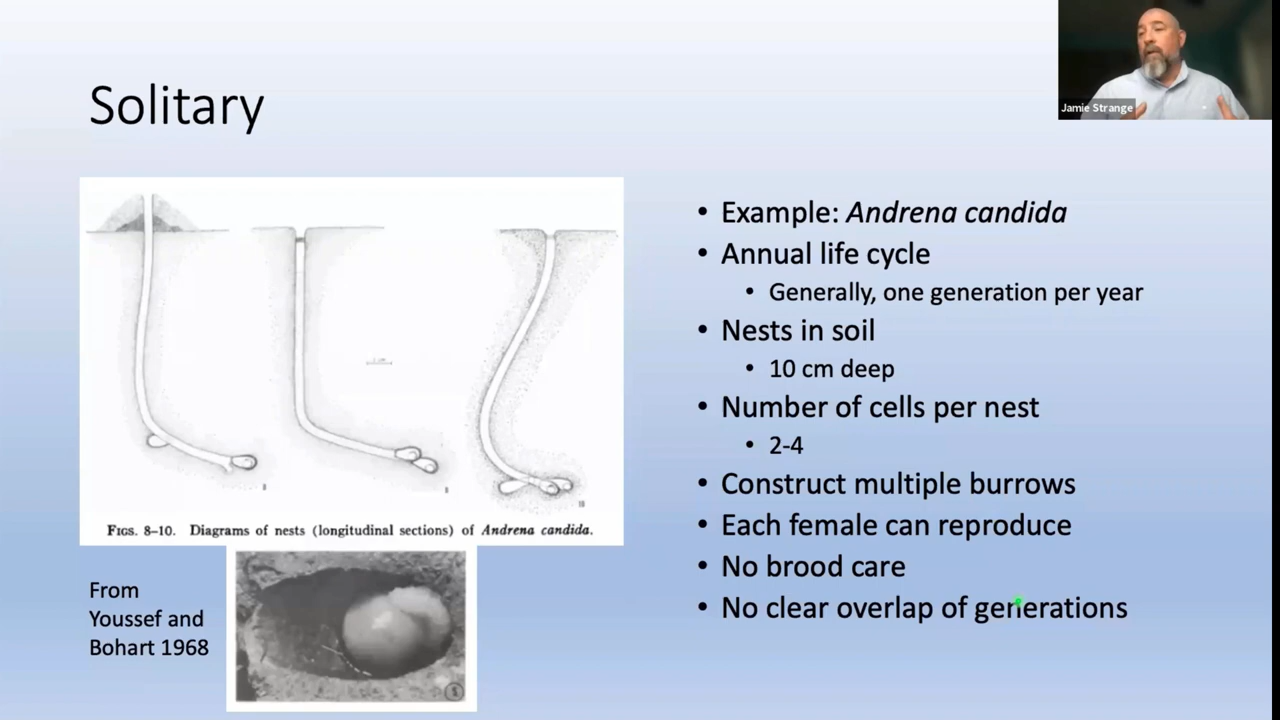 Solitary
Jamie Strange
• Example: Andrena candida
• Annual life cycle
• Generally, one generation per year
• Nests in soil
• 10 cm deep
• Number of cells per nest
• 2-4
• Construct multiple burrows
• Each female can reproduce
• No brood care
• No clear overlap of generations
FIGS. 8–10. Diagrams of nests (longitudinal sections) of Andrena candida.
From
Youssef and
Bohart 1968